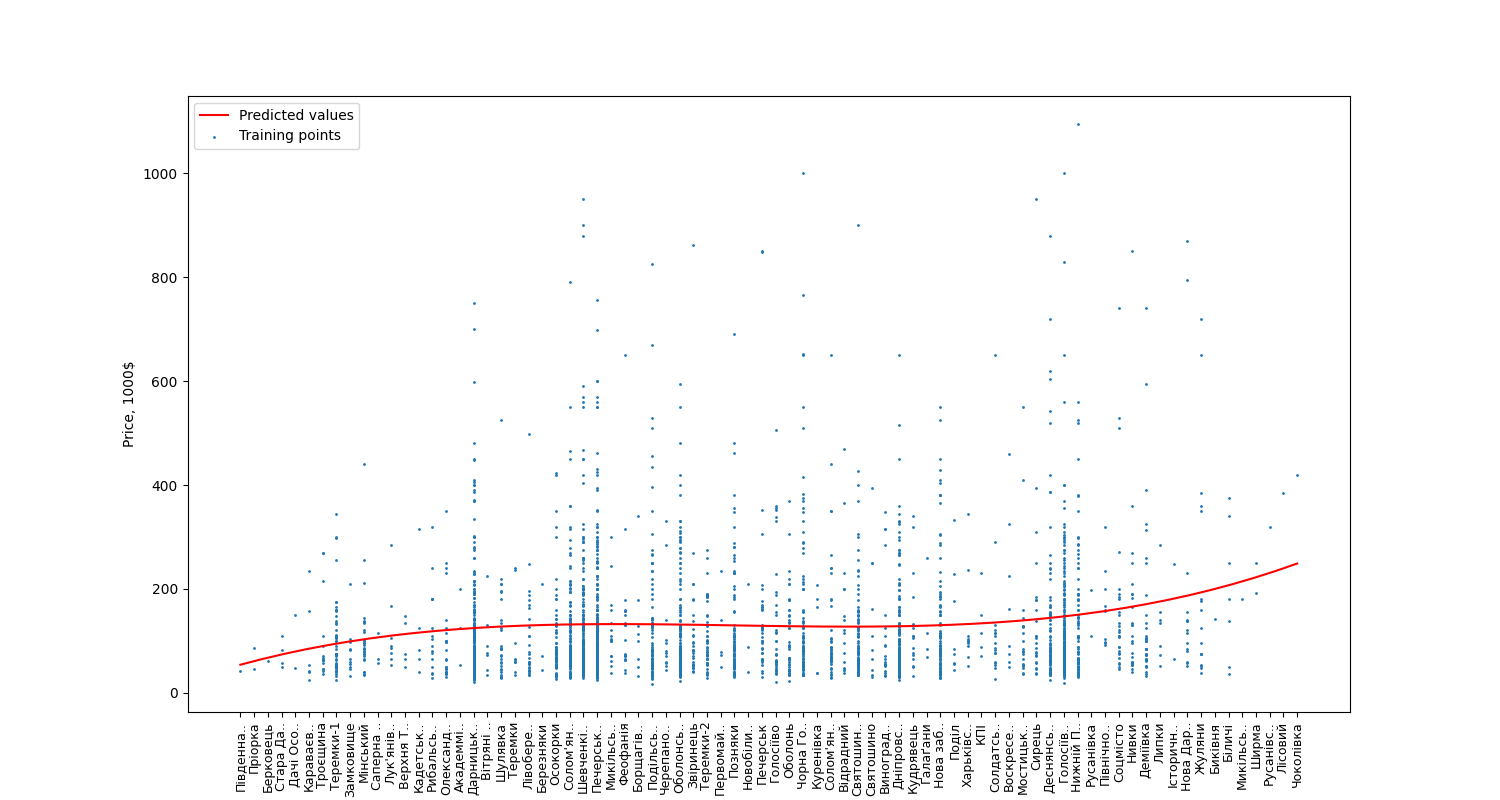 Predicted values
Training points
Price, 1000$
1000
800
600
400
200
0
Південна..
Пріорка
Берковець
Стара Да..
Дачі Осо..
Караваєв..
Троєщина
Теремки-1
Замковище
Мінський
Саперна ..
Лук'янів..
Верхня Т..
Кадетськ..
Рибальсь..
Олександ..
Академмі..
Дарницьк..
Вітряні ..
Шулявка
Теремки
Лівобере..
Березняки
Осокорки
Солом'ян..
Шевченкі..
Печерськ..
Микільсь..
Феофанія
Борщагів..
Подільсь..
Черепано..
Оболонсь..
Звіринець
Теремки-2
Первомай..
Позняки
Новобіли..
Печерськ
Голосієво
Оболонь
Чорна Го..
Куренівка
Солом'ян..
Відрадний
Святошин..
Святошино
Виноград..
Дніпровс..
Кудрявець
Галагани
Нова заб..
Поділ
Харьківс..
КПІ
Солдатсь..
Воскресе..
Мостицьк..
Сирець
Деснянсь..
Голосіїв..
Нижній П..
Русанівка
Північно..
Соцмісто
Нивки
Деміївка
Липки
Історичн..
Нова Дар..
Жуляни
Биківня
Біличі
Микільсь..
Ширма
Русанівс..
Лісовий
Чоколівка